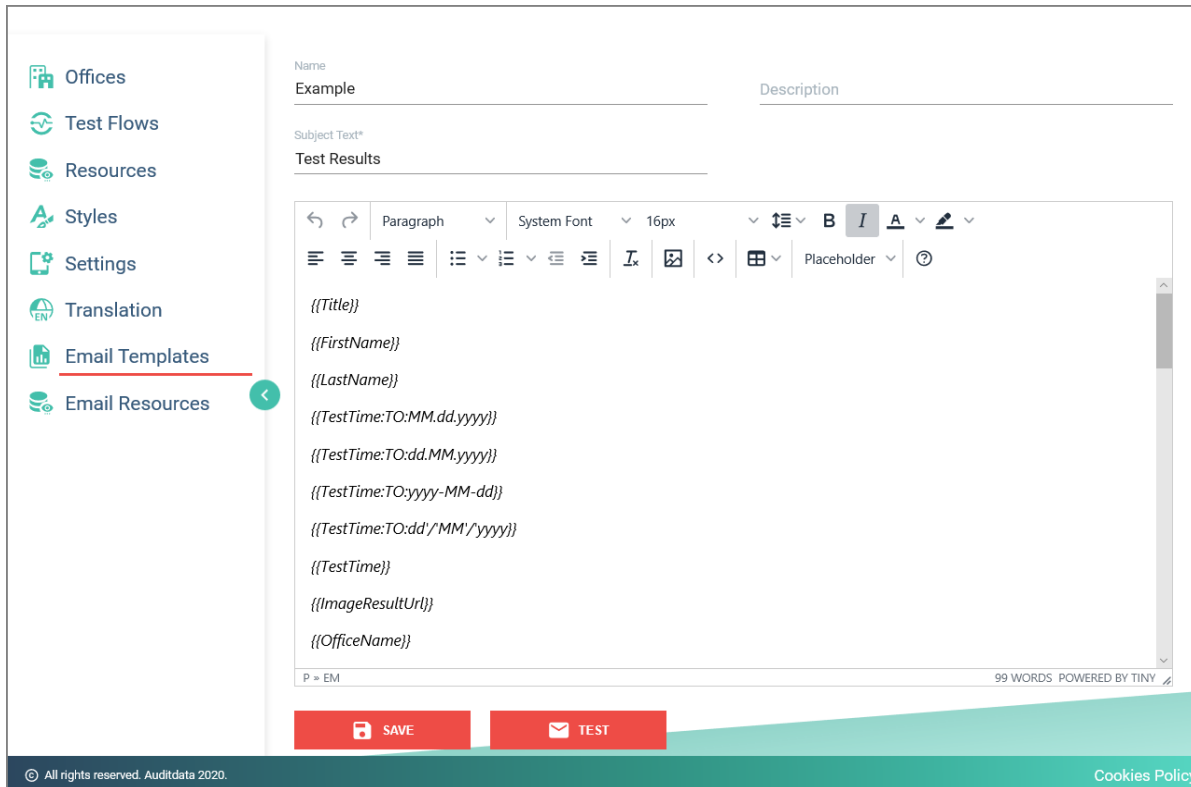 Offices
Test Flows
Resources
Styles
Settings
EN
Translation
Email Templates
Email Resources
Name
Example
Description
Subject Text*
Test Results
Paragraph System Font 16px B I A
Placeholder
{{Title}}
{{FirstName}}
{{LastName}}
{{TestTime:TO:MM.dd.yyyy}}
{{TestTime:TO:dd.MM.yyyy}}
{{TestTime:TO:yyyy-MM-dd}}
{{TestTime:TO:dd'/'MM'/'yyyy}}
{{TestTime}}
{{ImageResultUrl}}
{{OfficeName}}
P » EM 99 WORDS POWERED BY TINY
SAVE TEST
© All rights reserved. Auditdata 2020. Cookies Policy